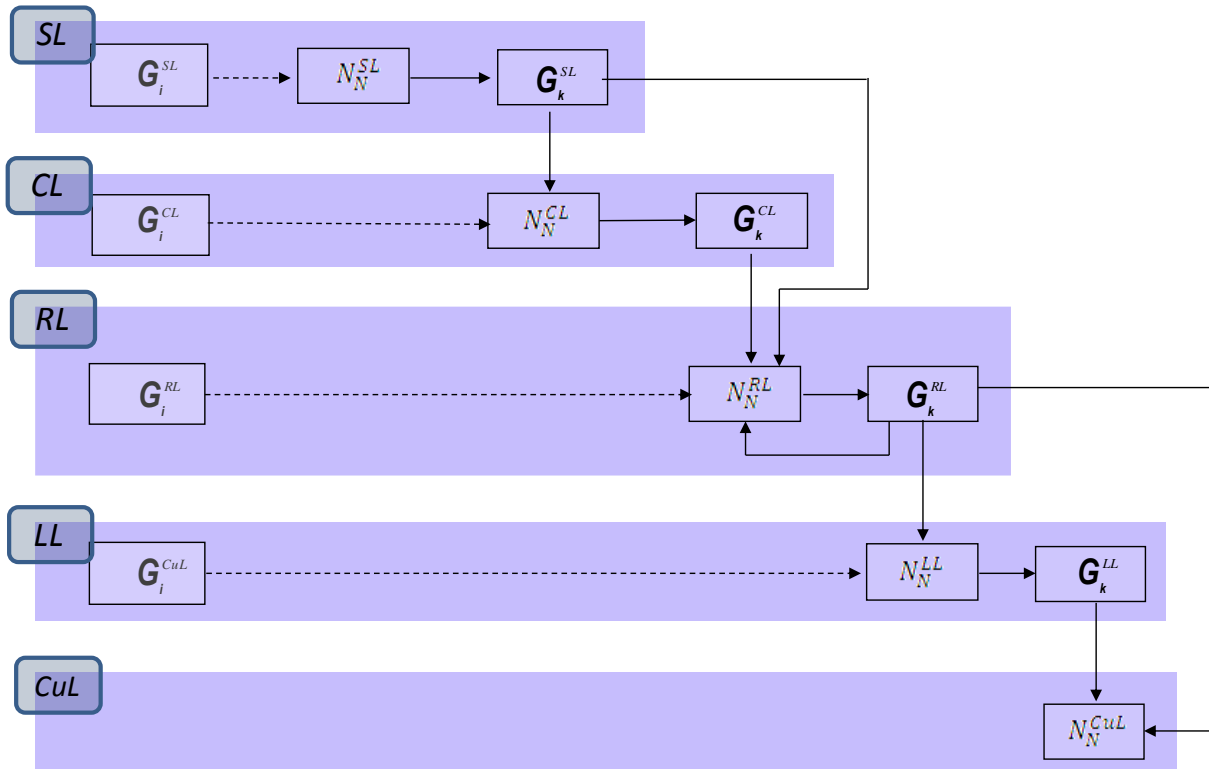 SL
G_i^{SL} N_N^{SL} G_k^{SL}
CL
G_i^{CL} N_N^{CL} G_k^{CL}
RL
G_i^{RL} N_N^{RL} G_k^{RL}
LL
G_i^{CuL} N_N^{LL} G_k^{LL}
CuL
N_N^{CuL}